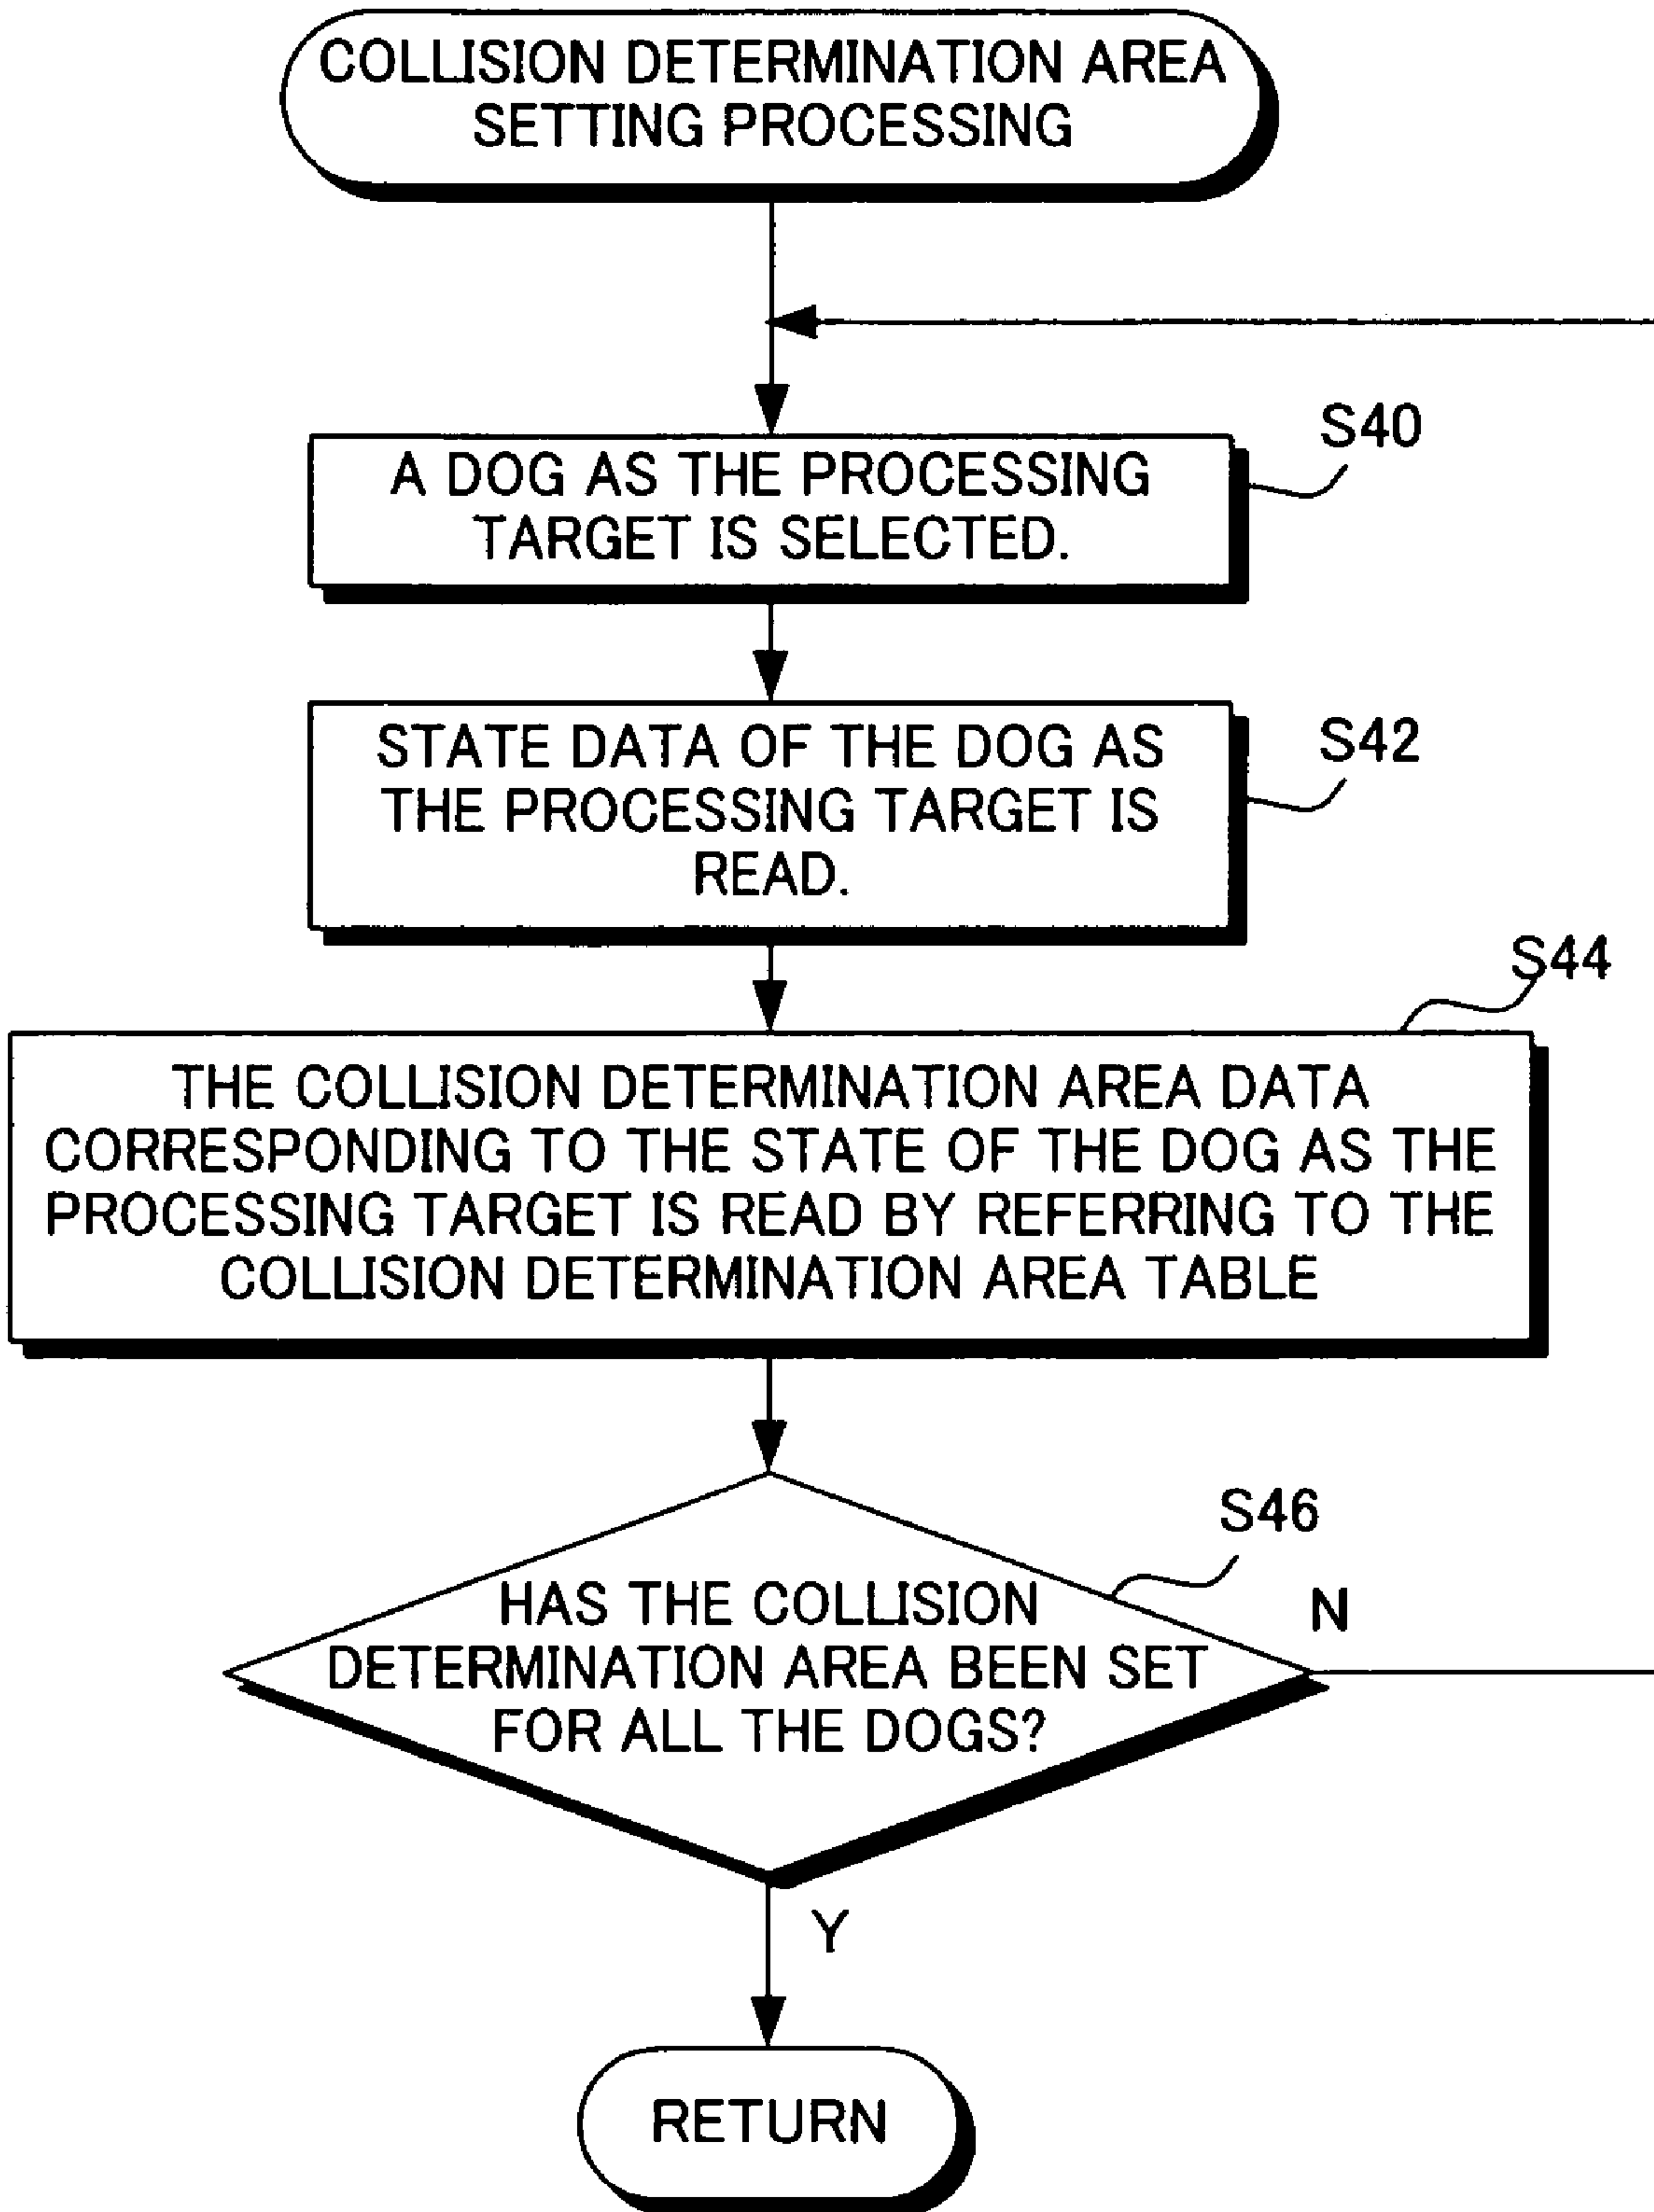 COLLISION DETERMINATION AREA
SETTING PROCESSING
S40
A DOG AS THE PROCESSING
TARGET IS SELECTED.
S42
STATE DATA OF THE DOG AS
THE PROCESSING TARGET IS
READ.
S44
THE COLLISION DETERMINATION AREA DATA
CORRESPONDING TO THE STATE OF THE DOG AS THE
PROCESSING TARGET IS READ BY REFERRING TO THE
COLLISION DETERMINATION AREA TABLE
S46
HAS THE COLLISION
DETERMINATION AREA BEEN SET
FOR ALL THE DOGS?
N
Y
RETURN